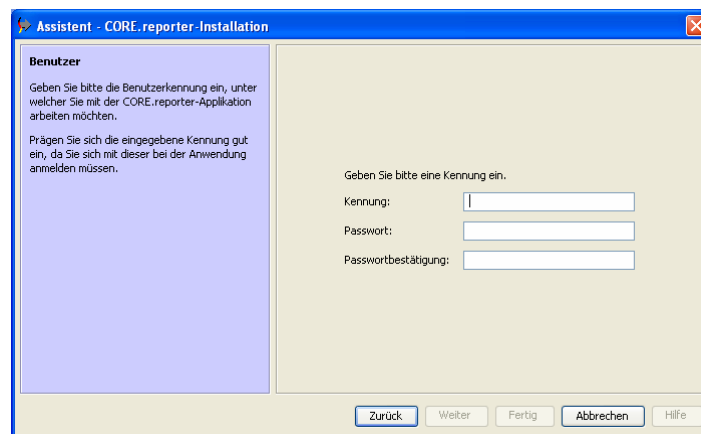 Assistent - CORE.reporter-Installation
Benutzer
Geben Sie bitte die Benutzerkennung ein, unter
welcher Sie mit der CORE.reporter-Applikation
arbeiten möchten.
Prägen Sie sich die eingegebene Kennung gut
ein, da Sie sich mit dieser bei der Anwendung
anmelden müssen.
Geben Sie bitte eine Kennung ein.
Kennung:
Passwort:
Passwortbestätigung:
Zurück Weiter Fertig Abbrechen Hilfe